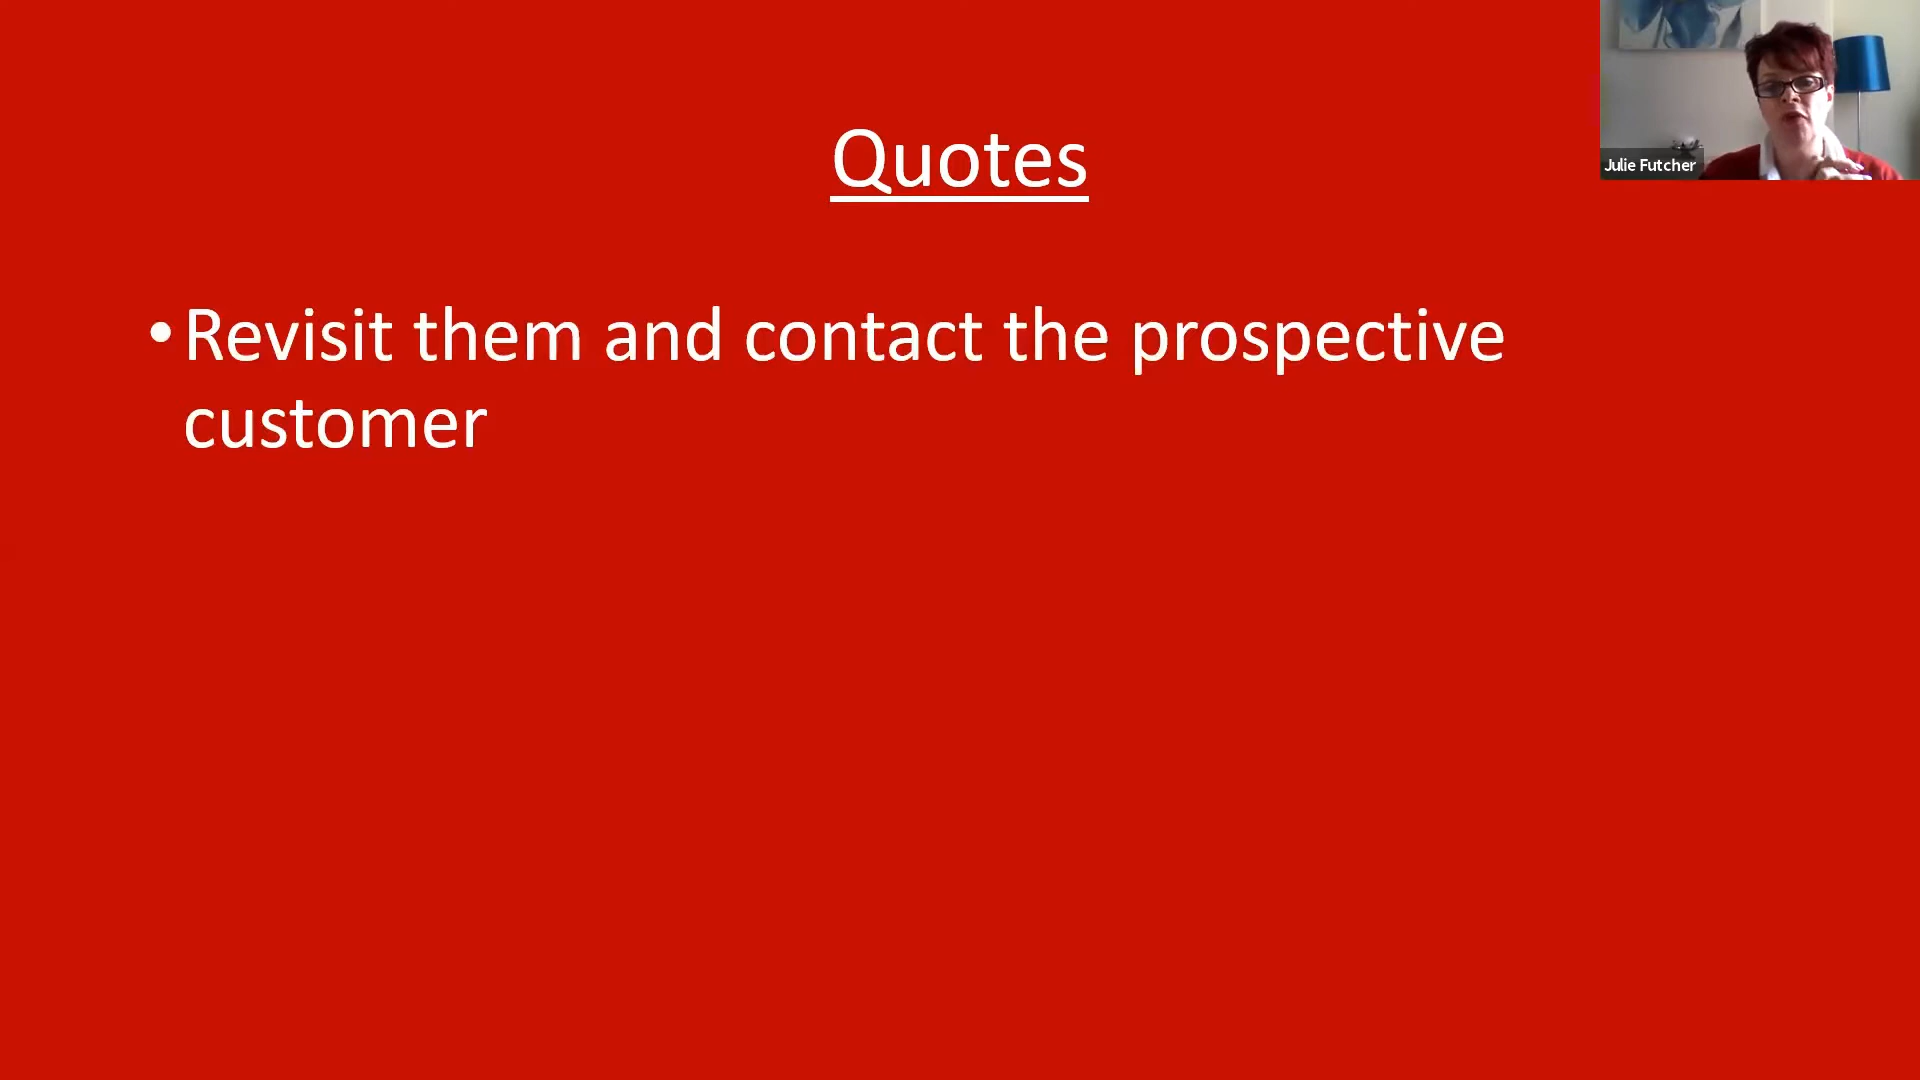 Quotes
Julie Futcher
• Revisit them and contact the prospective
customer